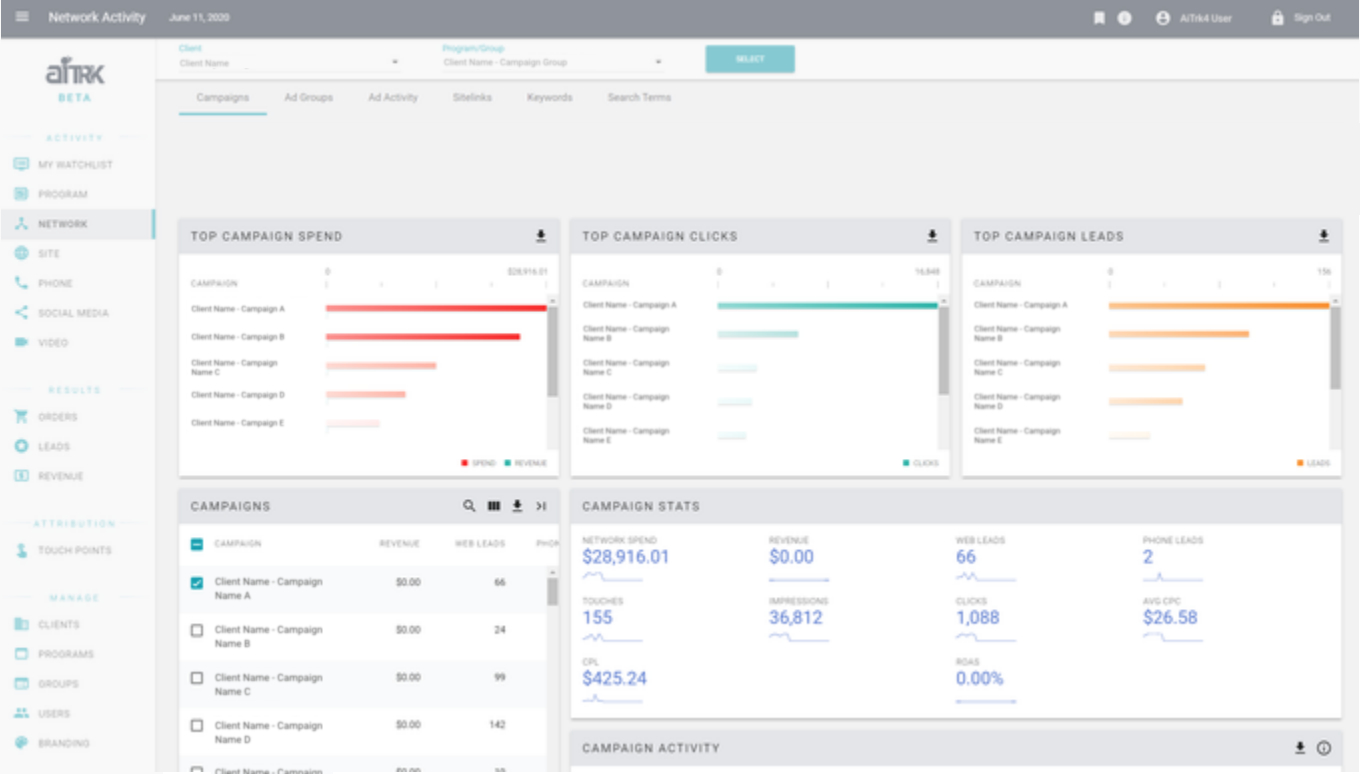 Network Activity June 11, 2020 AiTrk4 User Sign Out
aiTRK
BETA
Client
Client Name
Program/Group
Client Name - Campaign Group
SELECT
Campaigns Ad Groups Ad Activity Sitelinks Keywords Search Terms
ACTIVITY
MY WATCHLIST
PROGRAM
NETWORK
SITE
PHONE
SOCIAL MEDIA
VIDEO
RESULTS
ORDERS
LEADS
REVENUE
ATTRIBUTION
TOUCH POINTS
MANAGE
CLIENTS
PROGRAMS
GROUPS
USERS
BRANDING
TOP CAMPAIGN SPEND
0 $28,916.01
CAMPAIGN
Client Name - Campaign A
Client Name - Campaign B
Client Name - Campaign
Name C
Client Name - Campaign D
Client Name - Campaign E
SPEND REVENUE
TOP CAMPAIGN CLICKS
0 16,848
CAMPAIGN
Client Name - Campaign A
Client Name - Campaign
Name B
Client Name - Campaign
Name C
Client Name - Campaign
Name D
Client Name - Campaign
Name E
CLICKS
TOP CAMPAIGN LEADS
0 156
CAMPAIGN
Client Name - Campaign A
Client Name - Campaign
Name B
Client Name - Campaign
Name C
Client Name - Campaign
Name D
Client Name - Campaign
Name E
LEADS
CAMPAIGNS
CAMPAIGN REVENUE WEB LEADS PHON
Client Name - Campaign
Name A
$0.00 66
Client Name - Campaign
Name B
$0.00 24
Client Name - Campaign
Name C
$0.00 99
Client Name - Campaign
Name D
$0.00 142
Client Name - Campaign
$0.00
CAMPAIGN STATS
NETWORK SPEND REVENUE WEB LEADS PHONE LEADS
$28,916.01 $0.00 66 2
TOUCHES IMPRESSIONS CLICKS AVG CPC
155 36,812 1,088 $26.58
CPL ROAS
$425.24 0.00%
CAMPAIGN ACTIVITY